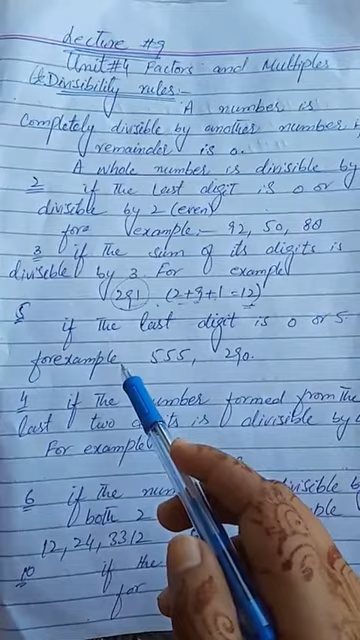 Lecture #9
Unit#4 Factors and Multiples
Divisibility rules:-
A number is
completely divisible by another number i
remainder is 0.
A whole number is divisible by
2 if the last digit is 0 or
divisible by 2 (even)
for example:- 92, 50, 80
3 if the sum of its digits is
divisible by 3. For example
291 (2+9+1=12)
5
if the last digit is 0 or 5
for example 555, 290.
4 if the number formed from the
last two digits is divisible by
For example
6 if the num divisible by
both 2
12, 24, 3312
10 if the
for